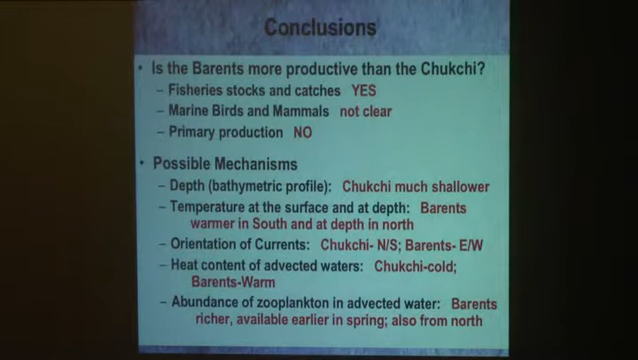 Conclusions
• Is the Barents more productive than the Chukchi?
– Fisheries stocks and catches YES
– Marine Birds and Mammals not clear
– Primary production NO
• Possible Mechanisms
– Depth (bathymetric profile): Chukchi much shallower
– Temperature at the surface and at depth: Barents
warmer in South and at depth in north
– Orientation of Currents: Chukchi- N/S; Barents- E/W
– Heat content of advected waters: Chukchi-cold;
Barents-Warm
– Abundance of zooplankton in advected water: Barents
richer, available earlier in spring; also from north